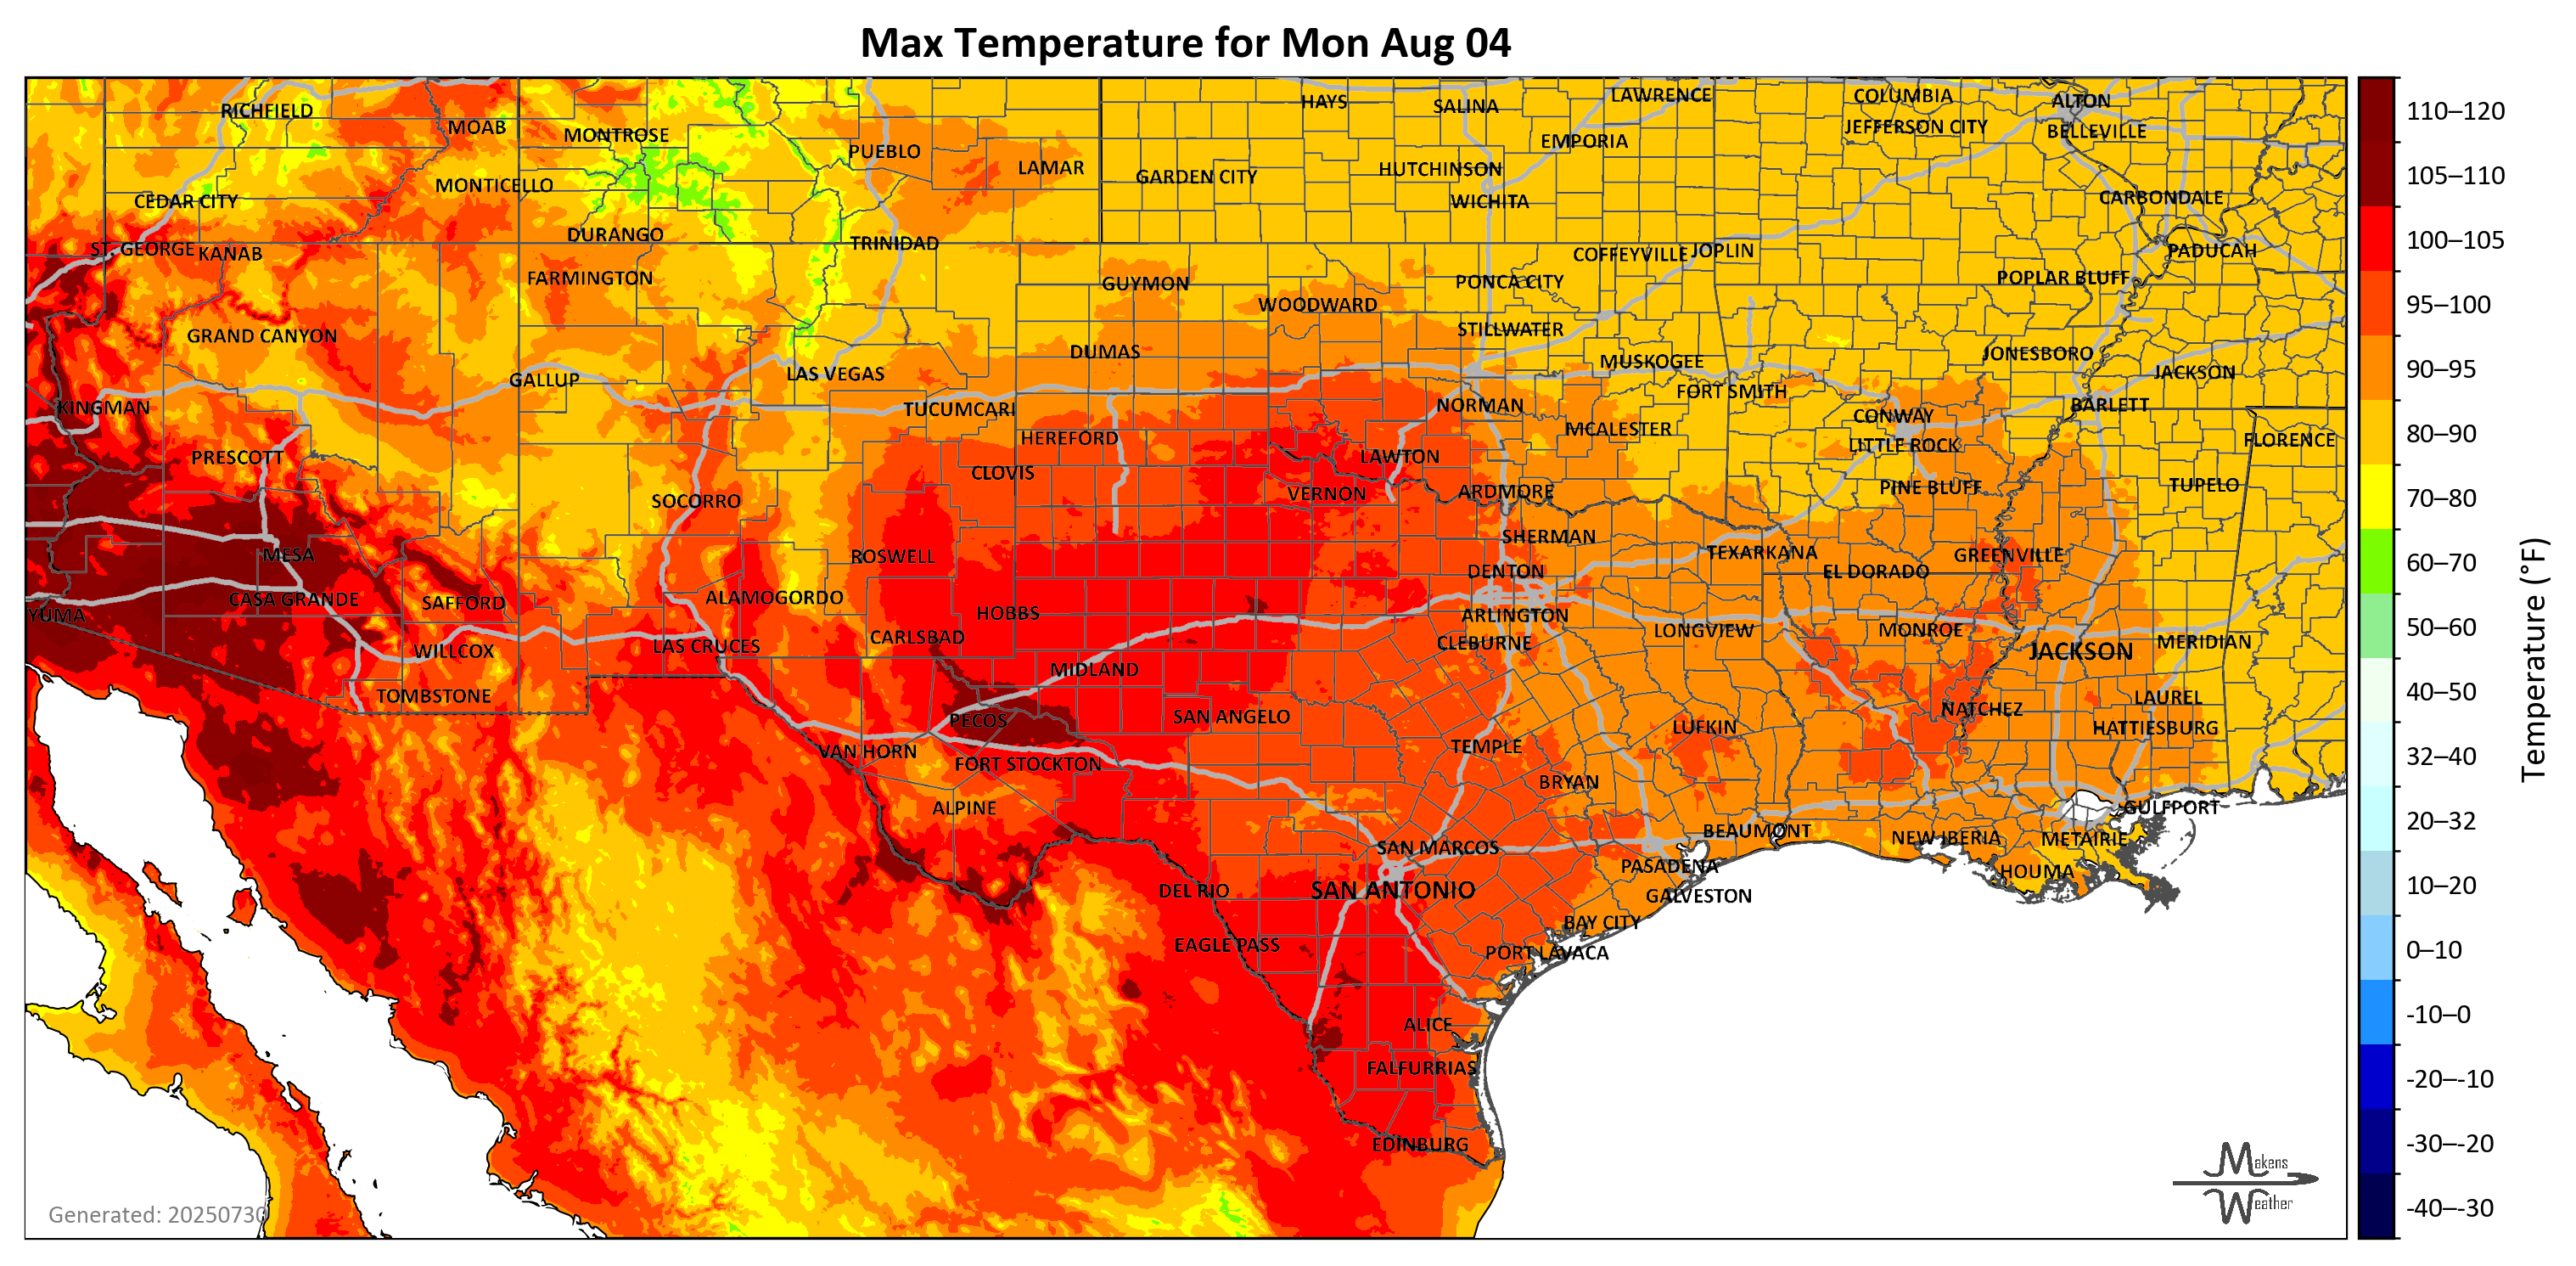 Max Temperature for Mon Aug 04
RICHFIELD
MOAB
MONTROSE
PUEBLO
LAMAR
HAYS
SALINA
LAWRENCE
COLUMBIA
ALTON
EMPORIA
JEFFERSON CITY
BELLEVILLE
MONTICELLO
GARDEN CITY
HUTCHINSON
CEDAR CITY
WICHITA
CARBONDALE
DURANGO
TRINIDAD
ST. GEORGE
KANAB
COFFEYVILLE
JOPLIN
PADUCAH
FARMINGTON
GUYMON
PONCA CITY
POPLAR BLUFF
WOODWARD
GRAND CANYON
STILLWATER
DUMAS
MUSKOGEE
JONESBORO
GALLUP
LAS VEGAS
FORT SMITH
JACKSON
KINGMAN
TUCUMCARI
NORMAN
CONWAY
BARLETT
HEREFORD
MCALESTER
LITTLE ROCK
FLORENCE
PRESCOTT
CLOVIS
LAWTON
SOCORRO
VERNON
ARDMORE
PINE BLUFF
TUPELO
MESA
ROSWELL
SHERMAN
TEXARKANA
GREENVILLE
DENTON
EL DORADO
YUMA
CASA GRANDE
SAFFORD
ALAMOGORDO
HOBBS
ARLINGTON
WILLCOX
LAS CRUCES
CARLSBAD
CLEBURNE
LONGVIEW
MONROE
JACKSON
MERIDIAN
MIDLAND
TOMBSTONE
PECOS
SAN ANGELO
LUFKIN
NATCHEZ
LAUREL
HATTIESBURG
VAN HORN
FORT STOCKTON
TEMPLE
BRYAN
ALPINE
GULFPORT
SAN MARCOS
BEAUMONT
NEW IBERIA
METAIRIE
DEL RIO
SAN ANTONIO
PASADENA
GALVESTON
HOUMA
EAGLE PASS
BAY CITY
PORT LAVACA
ALICE
FALFURRIAS
EDINBURG
Generated: 20250730
Makens
Weather
110–120
105–110
100–105
95–100
90–95
80–90
70–80
60–70
50–60
40–50
32–40
20–32
10–20
0–10
-10–0
-20–-10
-30–-20
-40–-30
Temperature (°F)